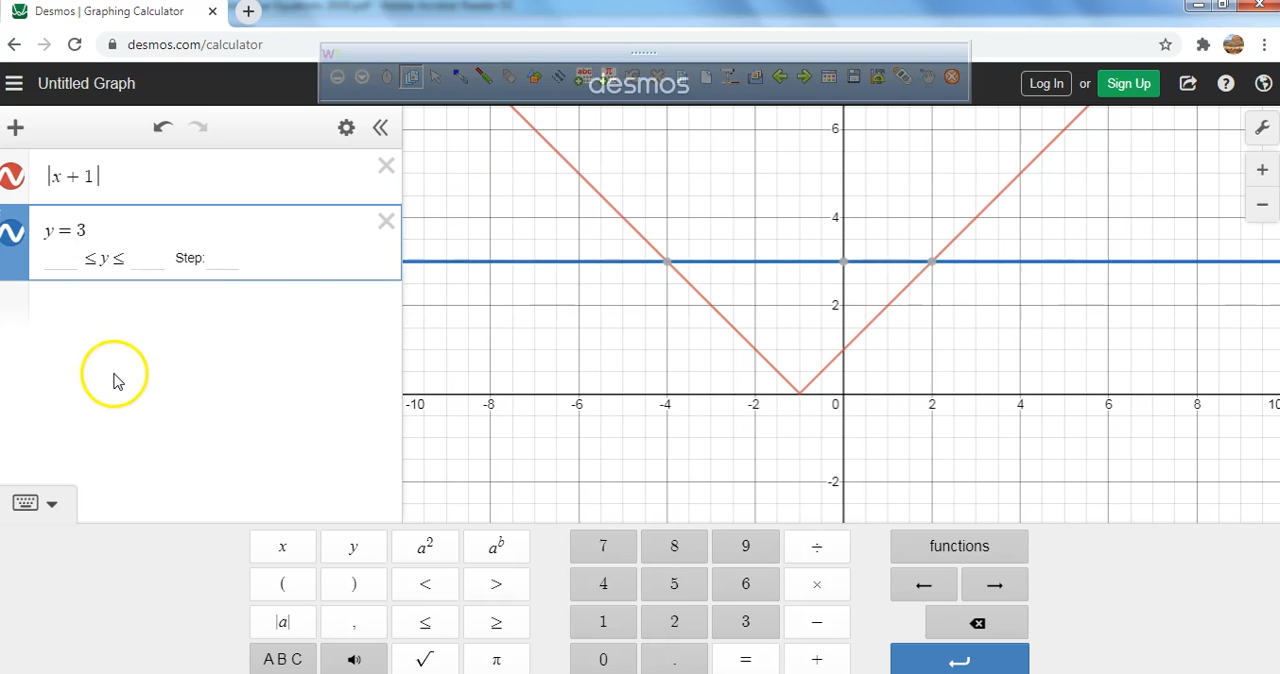 Desmos | Graphing Calculator
desmos.com/calculator
Untitled Graph
desmos
Log In or Sign Up
|x + 1|
y = 3
≤ y ≤ Step:
6
4
2
-10 -8 -6 -4 -2 0 2 4 6 8 10
-2
x y a² aᵇ 7 8 9 ÷ functions
( ) < > 4 5 6 × ← →
|a| , ≤ ≥ 1 2 3 −
A B C √ π 0 . = +